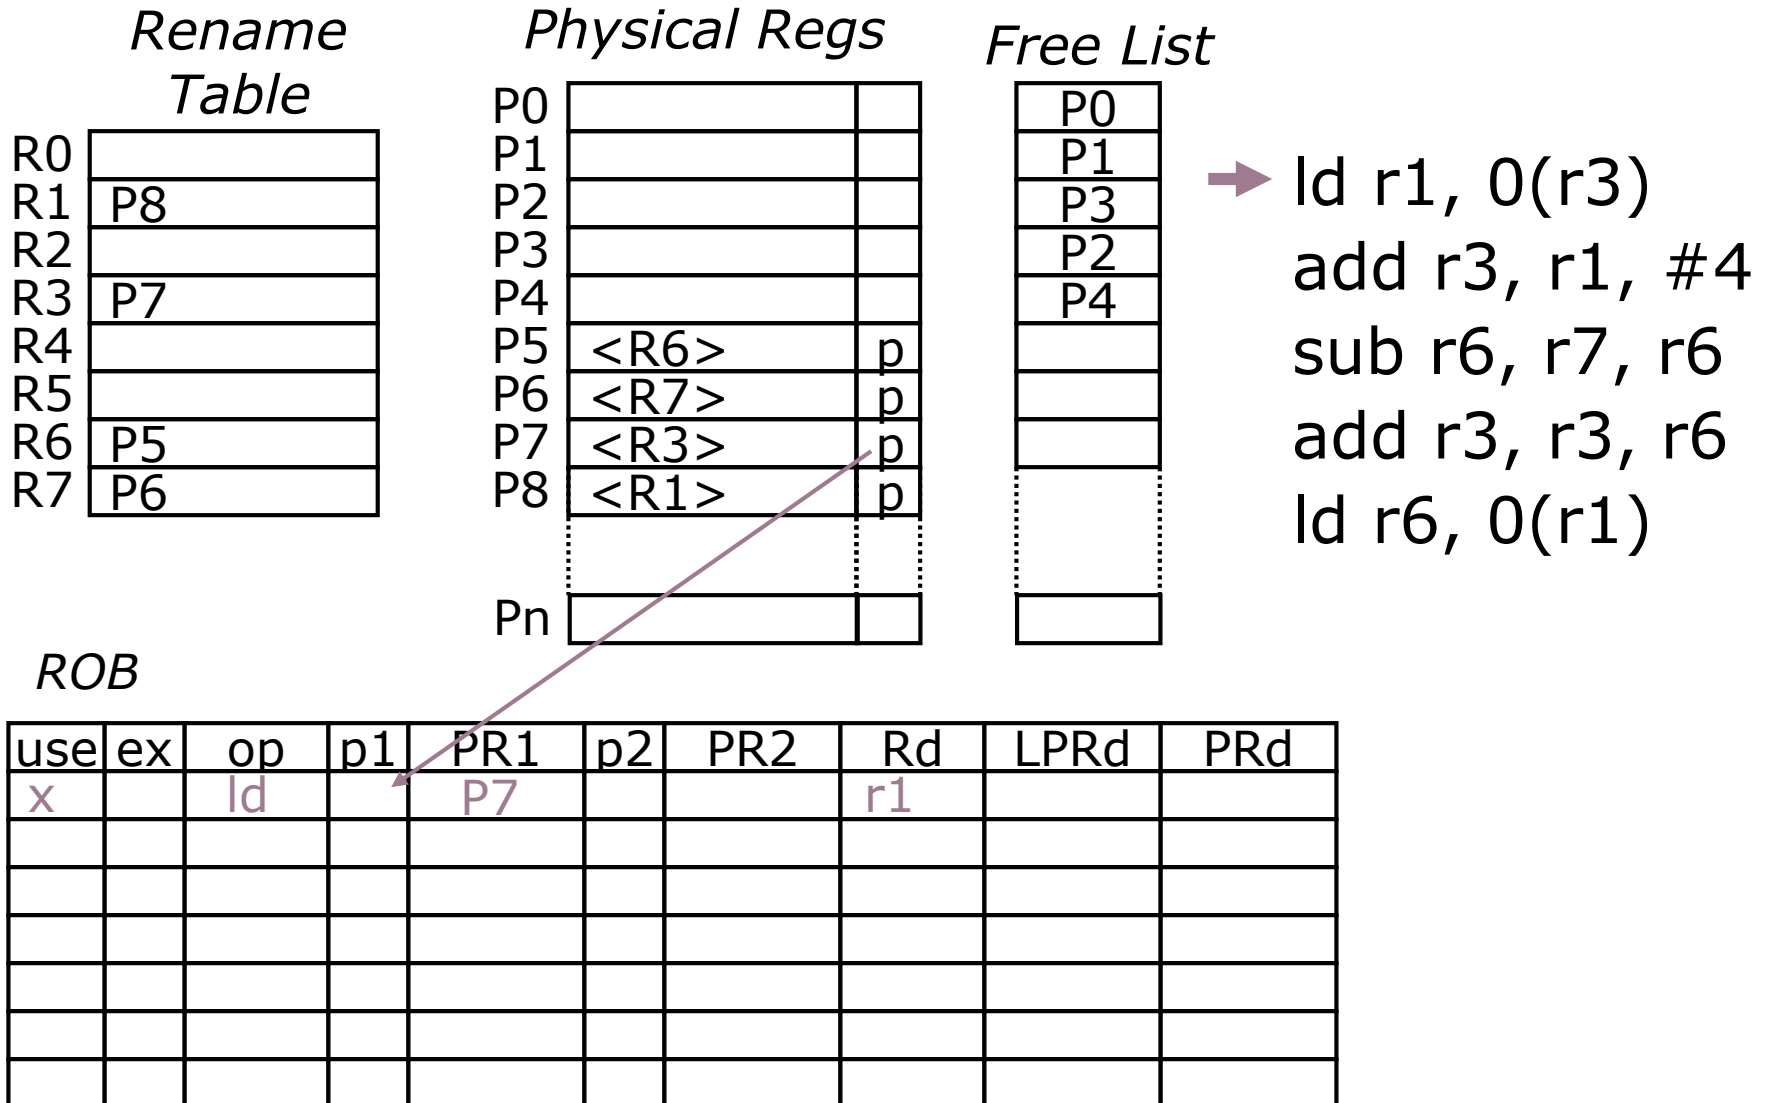 Rename
Table
R0
R1 P8
R2
R3 P7
R4
R5
R6 P5
R7 P6
Physical Regs
P0
P1
P2
P3
P4
P5 <R6> p
P6 <R7> p
P7 <R3> p
P8 <R1> p
Pn
Free List
P0
P1
P3
P2
P4
ld r1, 0(r3)
add r3, r1, #4
sub r6, r7, r6
add r3, r3, r6
ld r6, 0(r1)
ROB
use ex op p1 PR1 p2 PR2 Rd LPRd PRd
x ld P7 r1